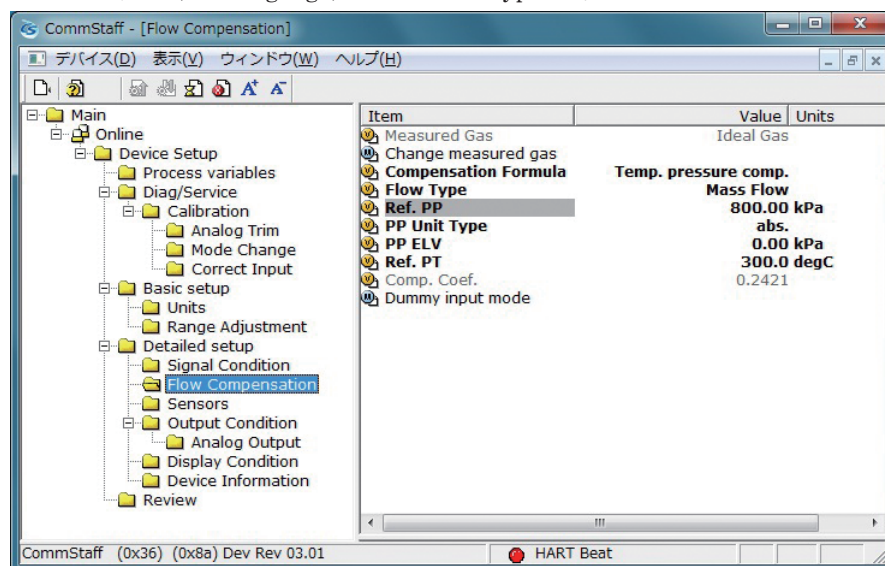 CommStaff - [Flow Compensation]
デバイス(D) 表示(V) ウィンドウ(W) ヘルプ(H)
Main
Online
Device Setup
Process variables
Diag/Service
Calibration
Analog Trim
Mode Change
Correct Input
Basic setup
Units
Range Adjustment
Detailed setup
Signal Condition
Flow Compensation
Sensors
Output Condition
Analog Output
Display Condition
Device Information
Review
Item Value Units
Measured Gas Ideal Gas
Change measured gas
Compensation Formula Temp. pressure comp.
Flow Type Mass Flow
Ref. PP 800.00 kPa
PP Unit Type abs.
PP ELV 0.00 kPa
Ref. PT 300.0 degC
Comp. Coef. 0.2421
Dummy input mode
CommStaff (0x36) (0x8a) Dev Rev 03.01 HART Beat